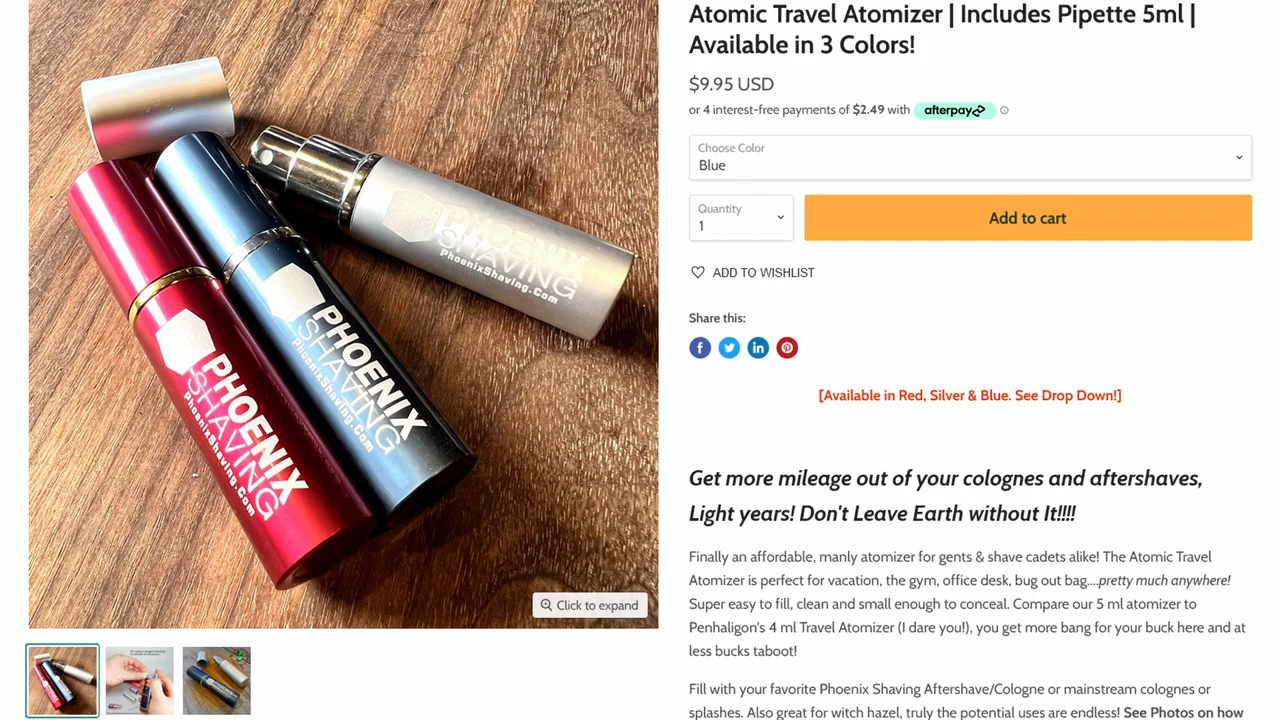 Atomic Travel Atomizer | Includes Pipette 5ml |
Available in 3 Colors!
$9.95 USD
or 4 interest-free payments of $2.49 with afterpay
Choose Color
Blue
Quantity
1
Add to cart
ADD TO WISHLIST
Share this:
[Available in Red, Silver & Blue. See Drop Down!]
Get more mileage out of your colognes and aftershaves,
Light years! Don't Leave Earth without It!!!!
Finally an affordable, manly atomizer for gents & shave cadets alike! The Atomic Travel
Atomizer is perfect for vacation, the gym, office desk, bug out bag....pretty much anywhere!
Super easy to fill, clean and small enough to conceal. Compare our 5 ml atomizer to
Penhaligon's 4 ml Travel Atomizer (I dare you!), you get more bang for your buck here and at
less bucks taboot!
Fill with your favorite Phoenix Shaving Aftershave/Cologne or mainstream colognes or
splashes. Also great for witch hazel, truly the potential uses are endless! See Photos on how
PHOENIX
SHAVING
PhoenixShaving.Com
PHOENIX
SHAVING
PhoenixShaving.Com
PHOENIX
SHAVING
PhoenixShaving.Com
Click to expand